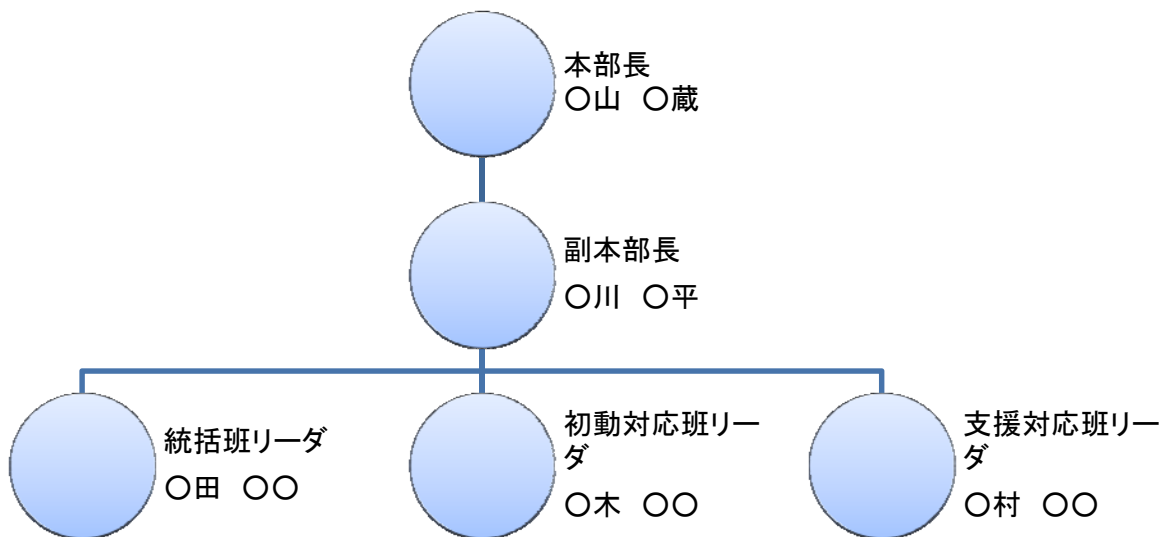 本部長
〇山　〇蔵
副本部長
〇川　〇平
統括班リーダ
〇田　〇〇
初動対応班リー
ダ
〇木　〇〇
支援対応班リー
ダ
〇村　〇〇